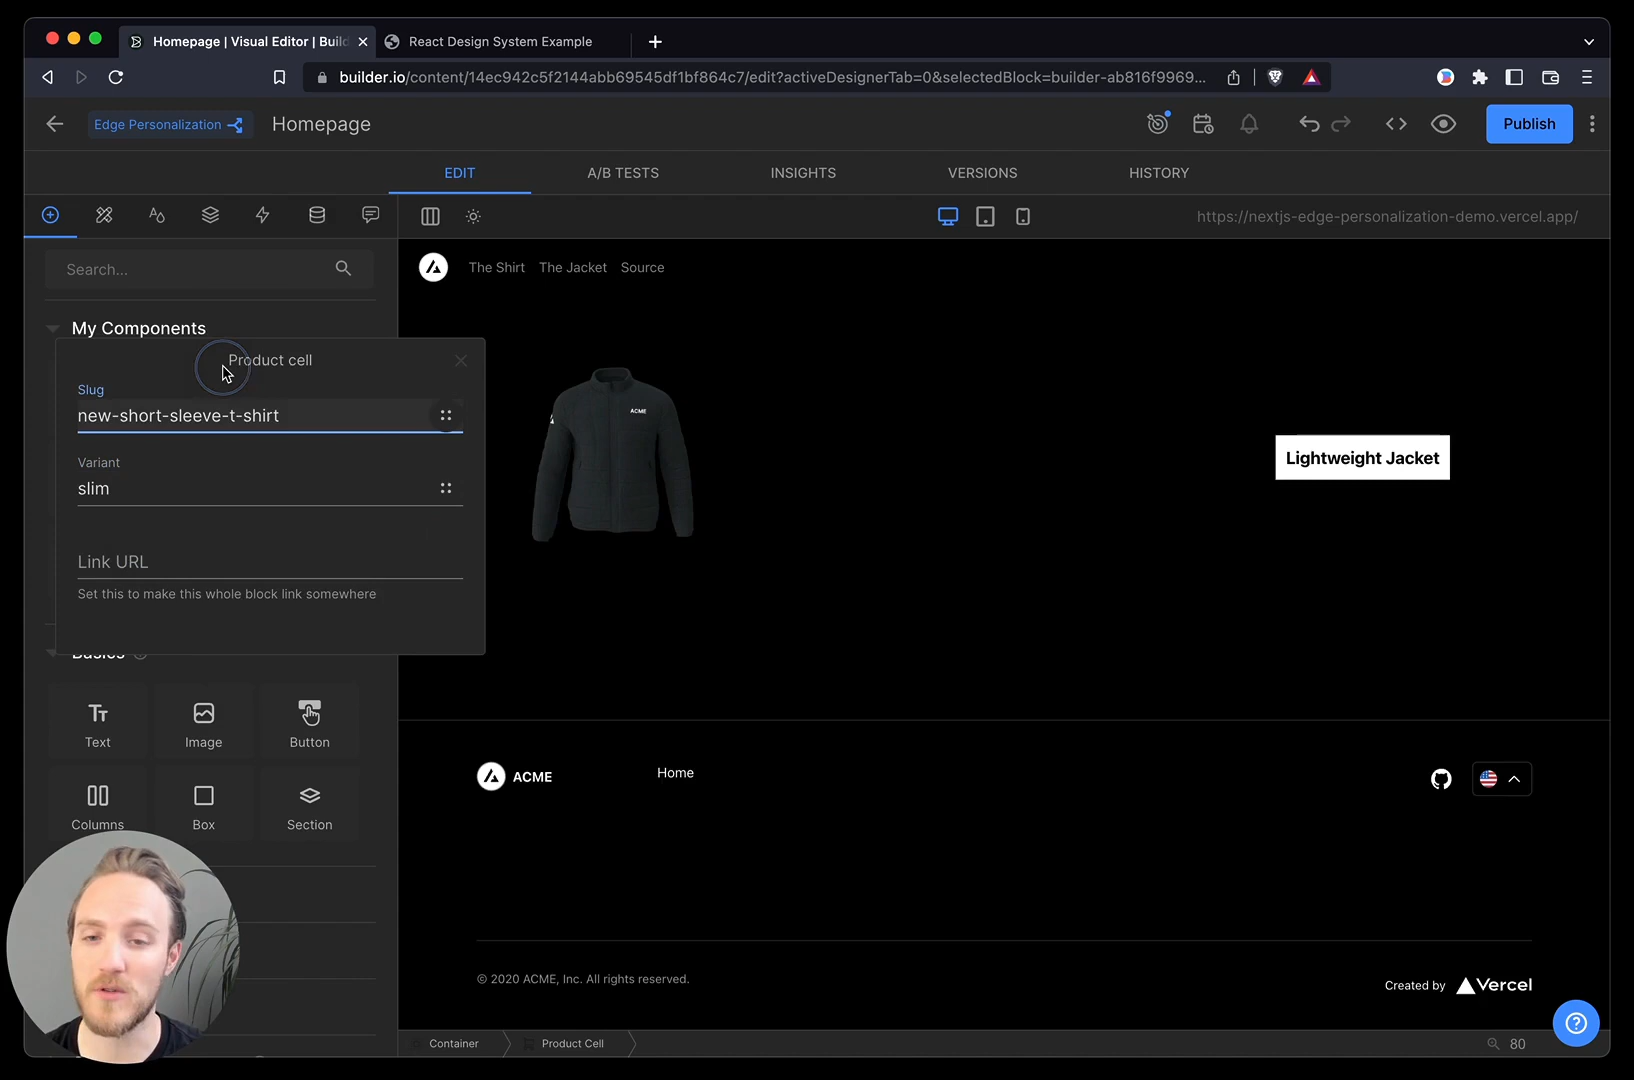 Homepage | Visual Editor | Buil
React Design System Example
builder.io/content/14ec942c5f2144abb69545df1bf864c7/edit?activeDesignerTab=0&selectedBlock=builder-ab816f9969...
Edge Personalization
Homepage
Publish
EDIT
A/B TESTS
INSIGHTS
VERSIONS
HISTORY
https://nextjs-edge-personalization-demo.vercel.app/
Search...
The Shirt
The Jacket
Source
My Components
Product cell
Slug
new-short-sleeve-t-shirt
Variant
slim
Link URL
Set this to make this whole block link somewhere
ACME
Lightweight Jacket
Basics
Text
Image
Button
Columns
Box
Section
ACME
Home
© 2020 ACME, Inc. All rights reserved.
Created by
Vercel
Container
Product Cell
80